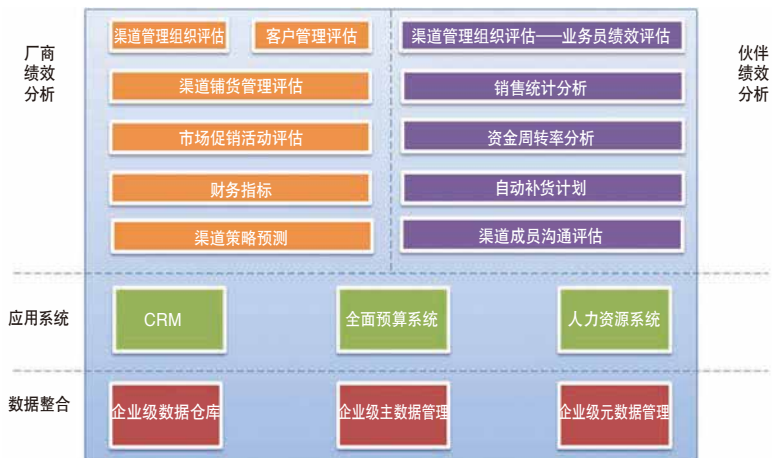 厂商
绩效
分析
渠道管理组织评估
客户管理评估
渠道铺货管理评估
市场促销活动评估
财务指标
渠道策略预测
渠道管理组织评估——业务员绩效评估
销售统计分析
资金周转率分析
自动补货计划
渠道成员沟通评估
伙伴
绩效
分析
应用系统
CRM
全面预算系统
人力资源系统
数据整合
企业级数据仓库
企业级主数据管理
企业级元数据管理